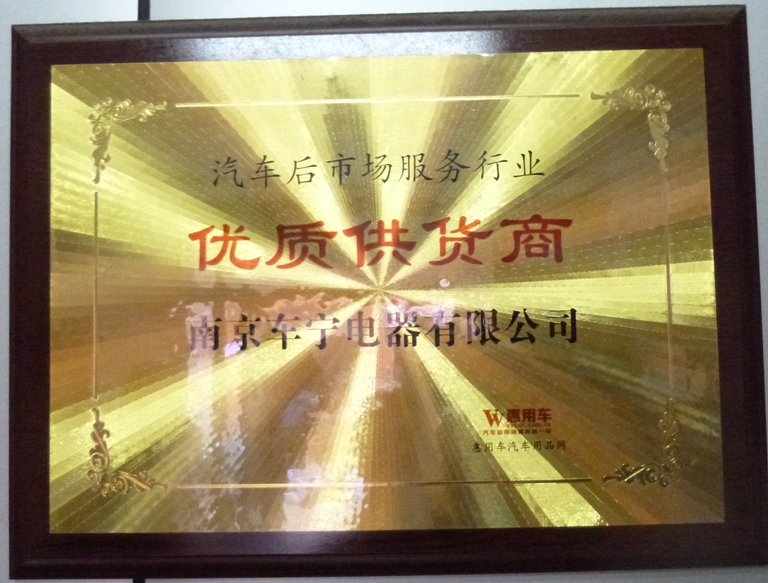 汽车后市场服务行业
优质供货商
南京车宁电器有限公司
惠用车
惠用车汽车用品网